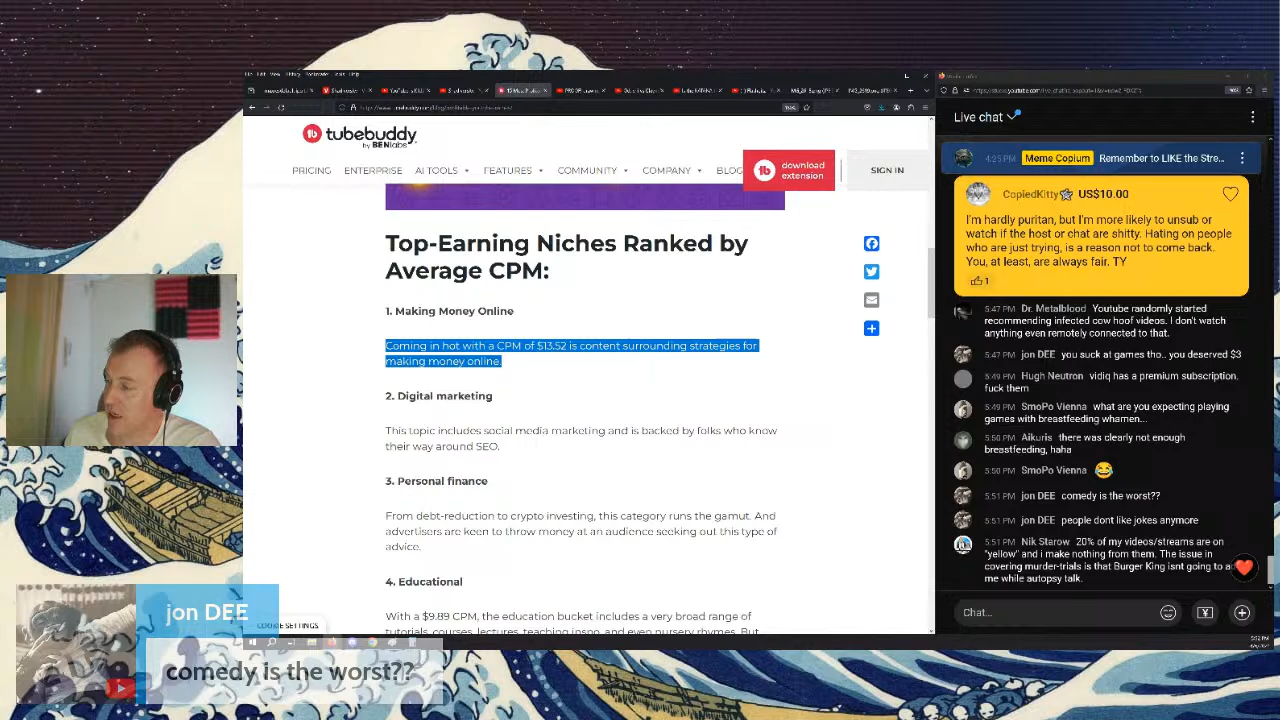 Live chat
4:25 PM Meme Copium Remember to LIKE the Stre...
tubebuddy
by BENlabs
PRICING ENTERPRISE AI TOOLS FEATURES COMMUNITY COMPANY BLOG
download
extension
SIGN IN
Top-Earning Niches Ranked by
Average CPM:
1. Making Money Online
Coming in hot with a CPM of $13.52 is content surrounding strategies for
making money online.
2. Digital marketing
This topic includes social media marketing and is backed by folks who know
their way around SEO.
3. Personal finance
From debt-reduction to crypto investing, this category runs the gamut. And
advertisers are keen to throw money at an audience seeking out this type of
advice.
4. Educational
With a $9.89 CPM, the education bucket includes a very broad range of
tutorials, courses, lectures, teaching inspo, and even nursery rhymes. But
SETTINGS
CopiedKitty US$10.00
I'm hardly puritan, but I'm more likely to unsub or
watch if the host or chat are shitty. Hating on people
who are just trying, is a reason not to come back.
You, at least, are always fair. TY
1
5:47 PM Dr. Metalblood Youtube randomly started
recommending infected cow hoof videos. I don't watch
anything even remotely connected to that.
5:47 PM jon DEE you suck at video games, you deserved $3
5:49 PM Hugh Neutron vidiq has a premium subscription.
fuck them
5:49 PM SmoPo Vienna what are you expecting playing
games with breastfeeding whamen...
5:50 PM Aikuris there was clearly not enough
breastfeeding, haha
5:50 PM SmoPo Vienna 😂
5:51 PM jon DEE comedy is the worst??
5:51 PM jon DEE people dont like jokes anymore
5:51 PM Nik Starow 20% of my videos/streams are on
"yellow" and i make nothing from them. The issue in
covering murder-trials is that Burger King isnt going to
me while autopsy talk.
Chat...
jon DEE
comedy is the worst??